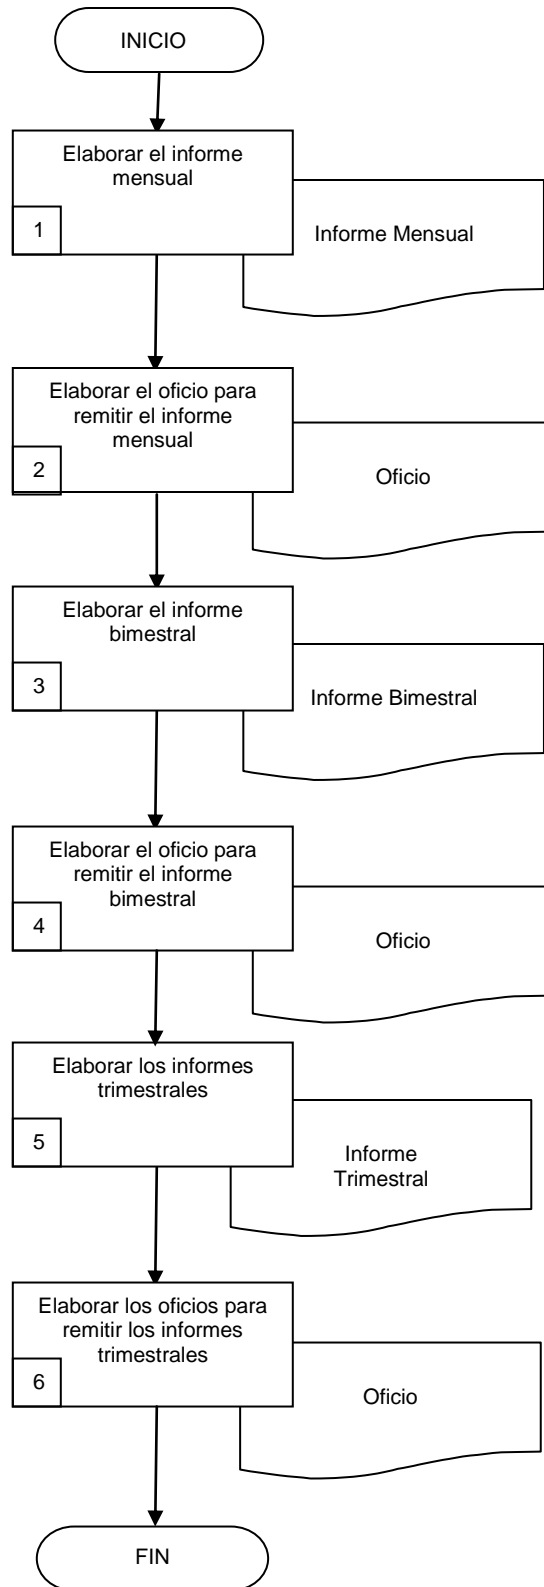 INICIO
Elaborar el informe
mensual
1
Informe Mensual
Elaborar el oficio para
remitir el informe
mensual
2
Oficio
Elaborar el informe
bimestral
3
Informe Bimestral
Elaborar el oficio para
remitir el informe
bimestral
4
Oficio
Elaborar los informes
trimestrales
5
Informe
Trimestral
Elaborar los oficios para
remitir los informes
trimestrales
6
Oficio
FIN